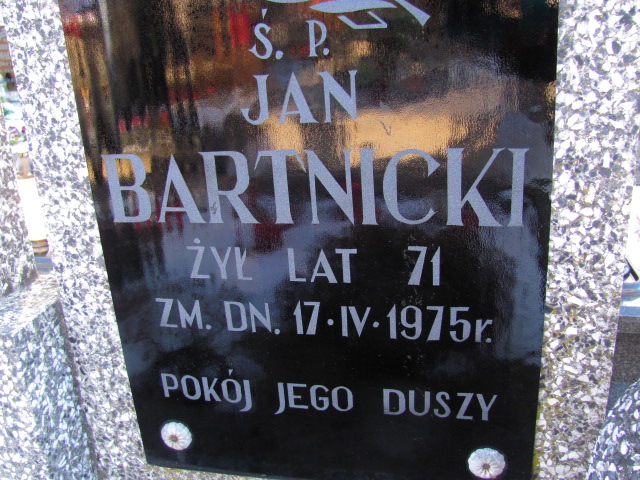 Ś. P.
JAN
BARTNICKI
ŻYŁ LAT 71
ZM. DN. 17·IV·1975r.
POKÓJ JEGO DUSZY